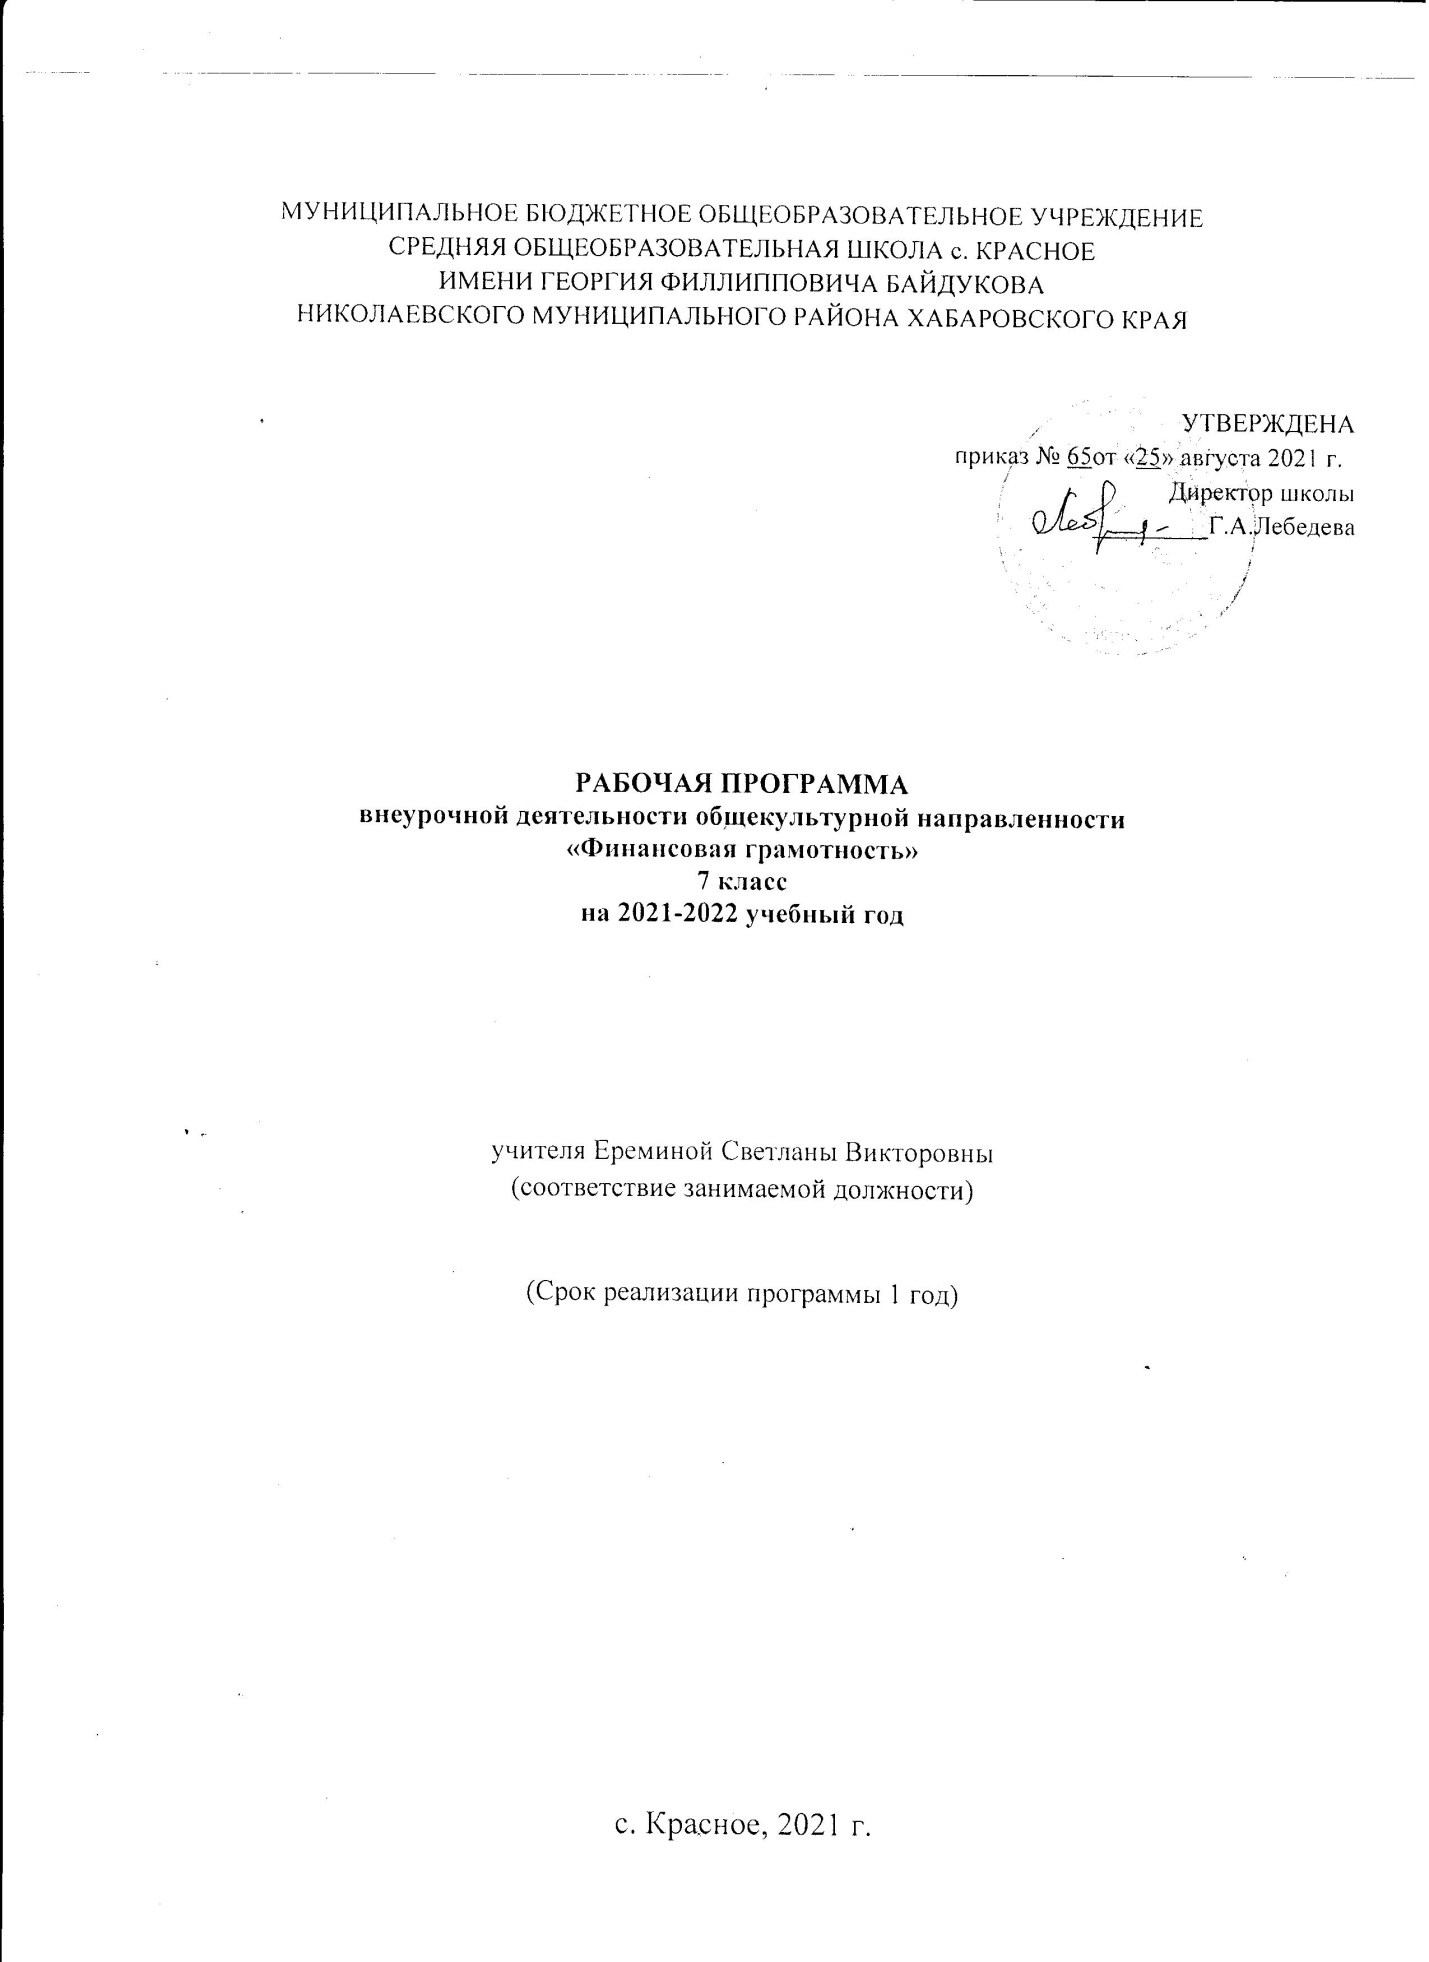 МУНИЦИПАЛЬНОЕ БЮДЖЕТНОЕ ОБЩЕОБРАЗОВАТЕЛЬНОЕ УЧРЕЖДЕНИЕ
СРЕДНЯЯ ОБЩЕОБРАЗОВАТЕЛЬНАЯ ШКОЛА с. КРАСНОЕ
ИМЕНИ ГЕОРГИЯ ФИЛЛИППОВИЧА БАЙДУКОВА
НИКОЛАЕВСКОГО МУНИЦИПАЛЬНОГО РАЙОНА ХАБАРОВСКОГО КРАЯ
УТВЕРЖДЕНА
приказ № 65от «25» августа 2021 г.
Директор школы
Г.А.Лебедева
РАБОЧАЯ ПРОГРАММА
внеурочной деятельности общекультурной направленности
«Финансовая грамотность»
7 класс
на 2021-2022 учебный год
учителя Ереминой Светланы Викторовны
(соответствие занимаемой должности)
(Срок реализации программы 1 год)
с. Красное, 2021 г.